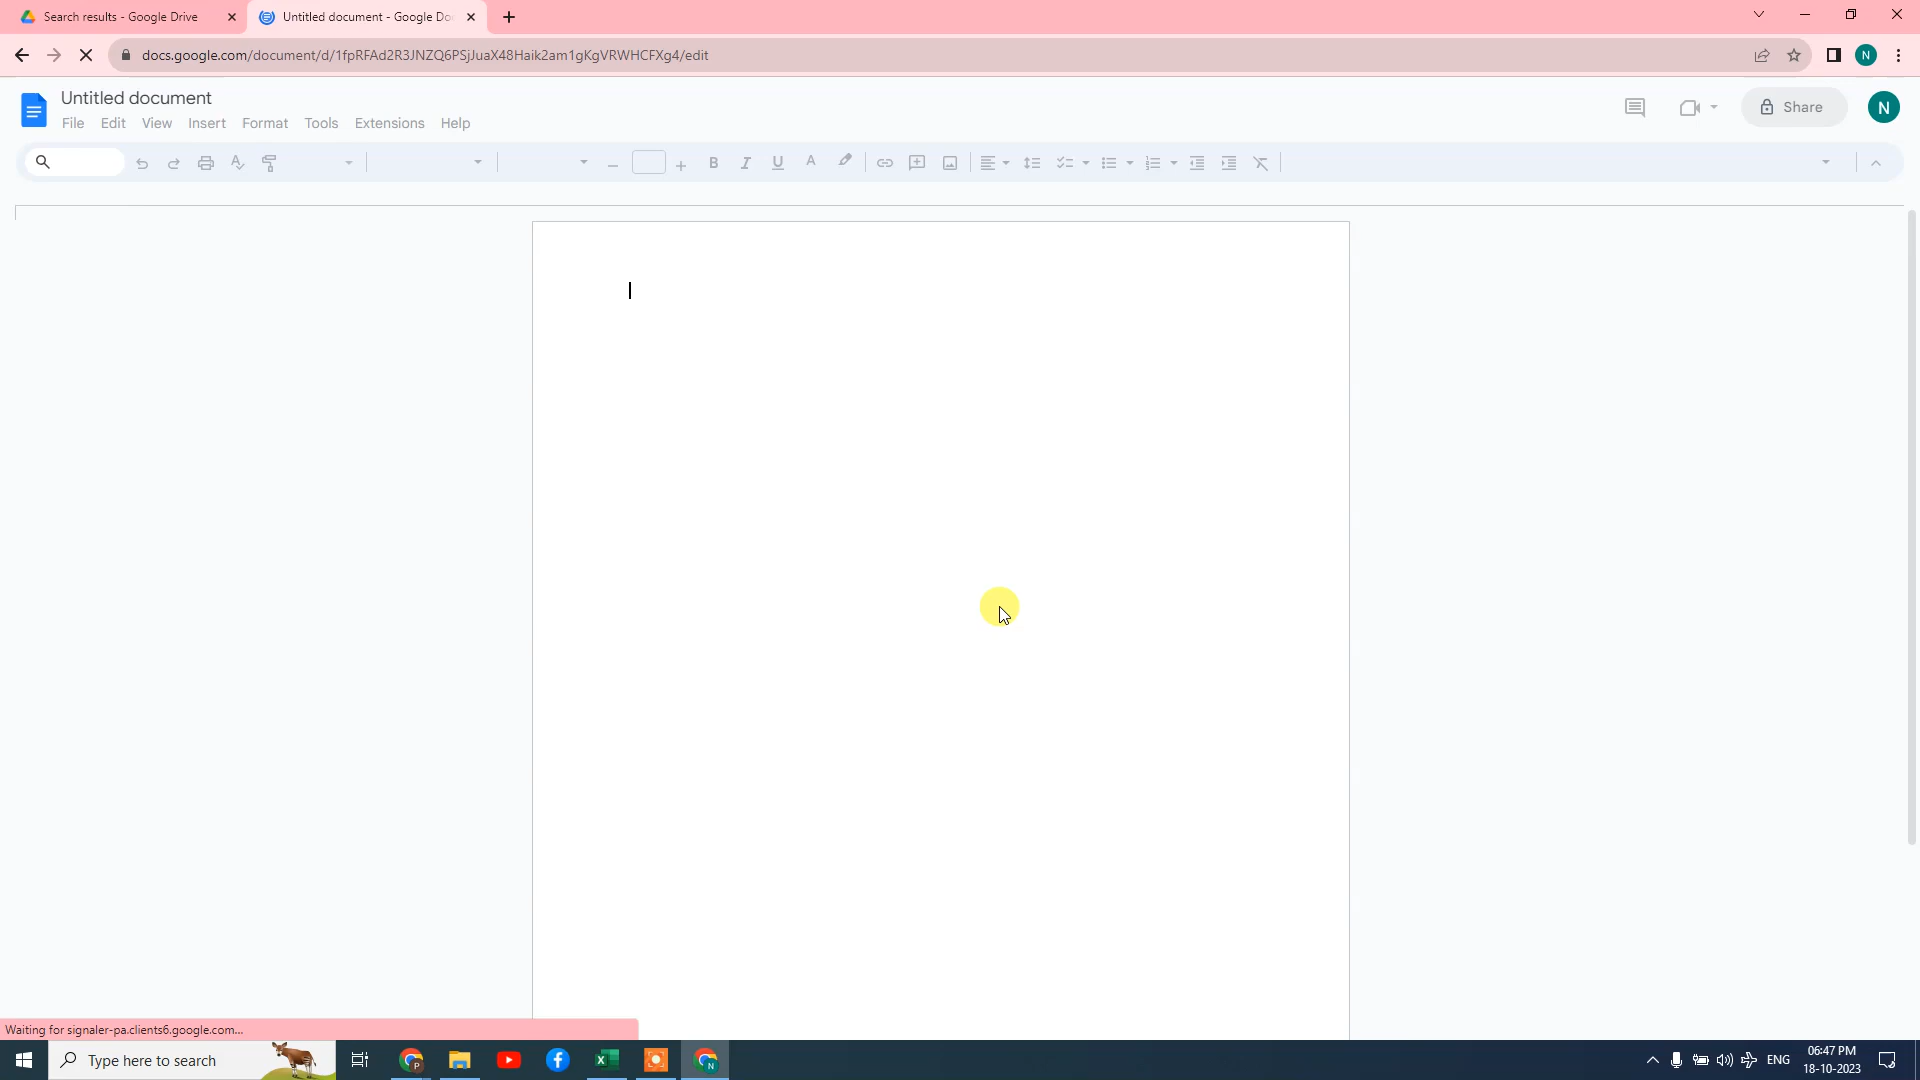 Search results - Google Drive
Untitled document - Google Do
docs.google.com/document/d/1fpRFAd2R3JNZQ6PSjJuaX48Haik2am1gKgVRWHCFXg4/edit
N
Untitled document
Share
N
File Edit View Insert Format Tools Extensions Help
B I U A
Waiting for signaler-pa.clients6.google.com...
Type here to search
P
N
ENG
06:47 PM
18-10-2023